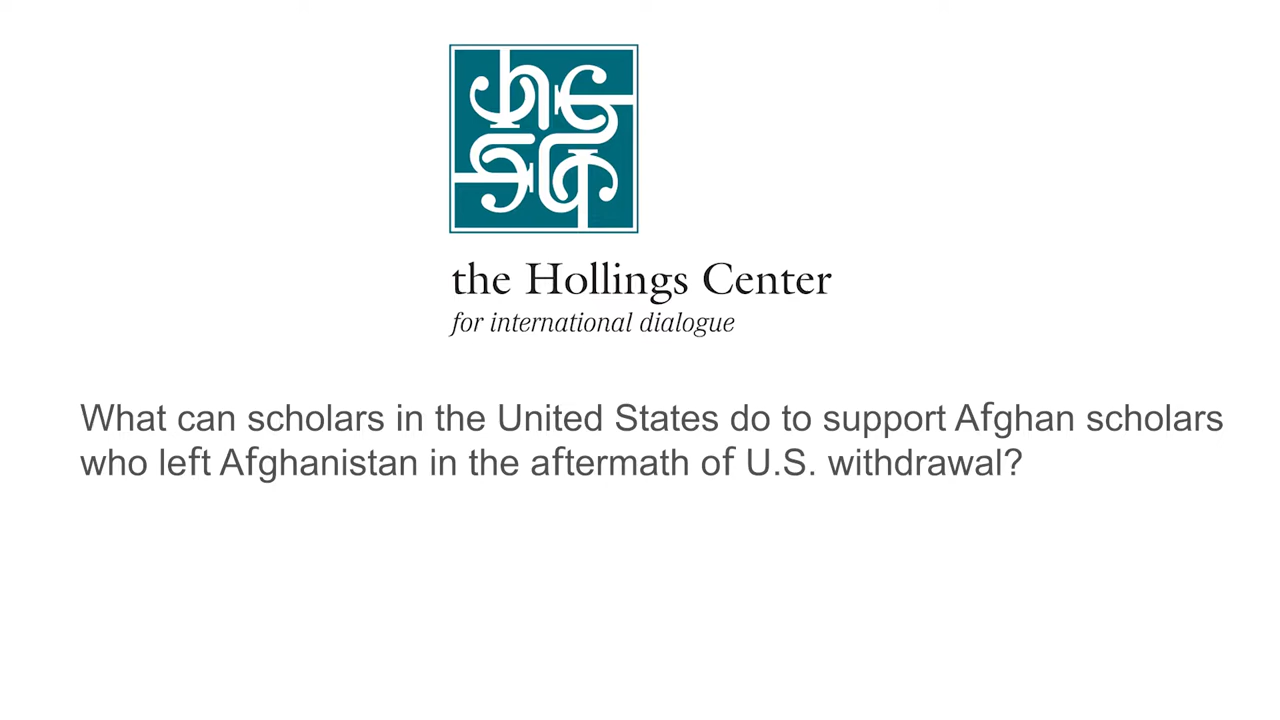 the Hollings Center
for international dialogue
What can scholars in the United States do to support Afghan scholars
who left Afghanistan in the aftermath of U.S. withdrawal?